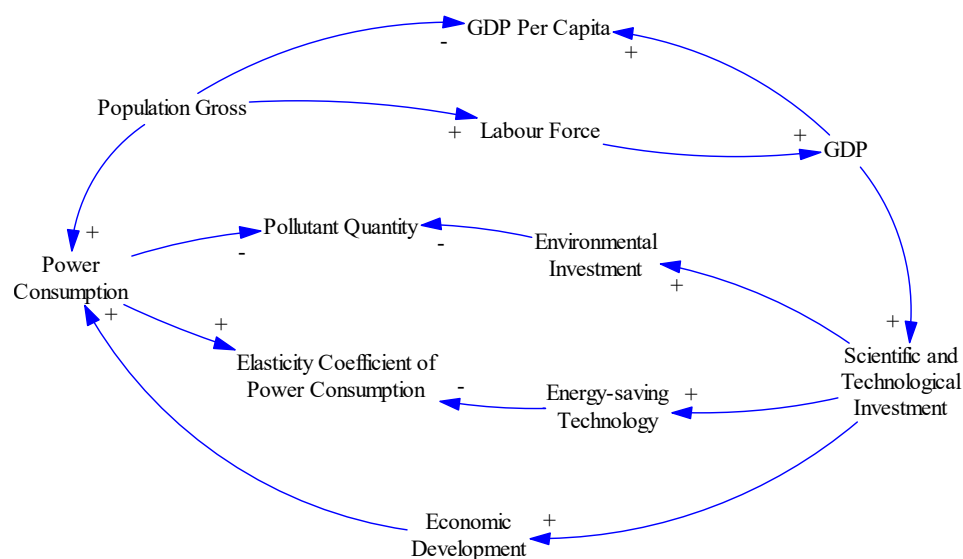 GDP Per Capita
-
+
Population Gross
+
Labour Force
+
GDP
Pollutant Quantity
-
-
Environmental
Investment
+
+
Power
Consumption
-
+
+
+
Scientific and
Technological
Investment
Elasticity Coefficient of
Power Consumption
-
Energy-saving
Technology
+
Economic
Development
+